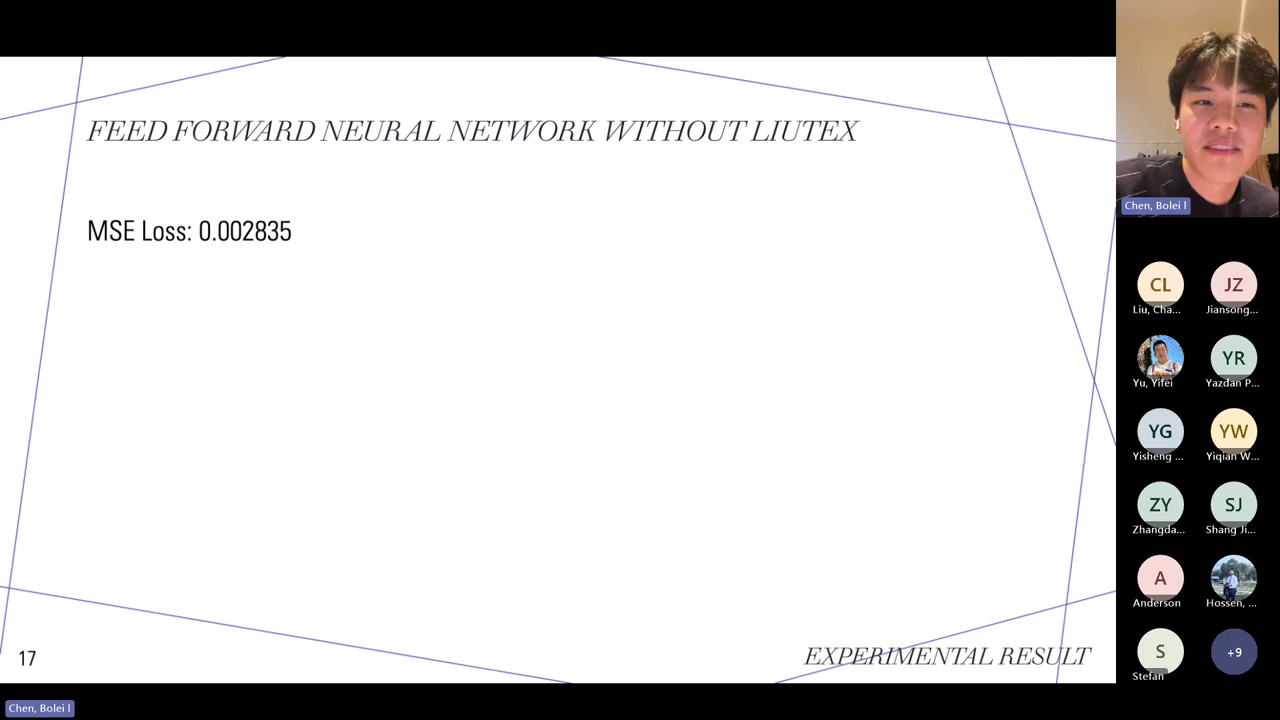 FEED FORWARD NEURAL NETWORK WITHOUT LIUTEX
MSE Loss: 0.002835
17
EXPERIMENTAL RESULT
Chen, Bolei l
Chen, Bolei l
CL
JZ
Liu, Cha...
Jiansong...
YR
Yu, Yifei
Yazdan P...
YG
YW
Yisheng ...
Yiqian W...
ZY
SJ
Zhangda...
Shang Ji...
A
Anderson
Hossen, ...
S
+9
Stefan